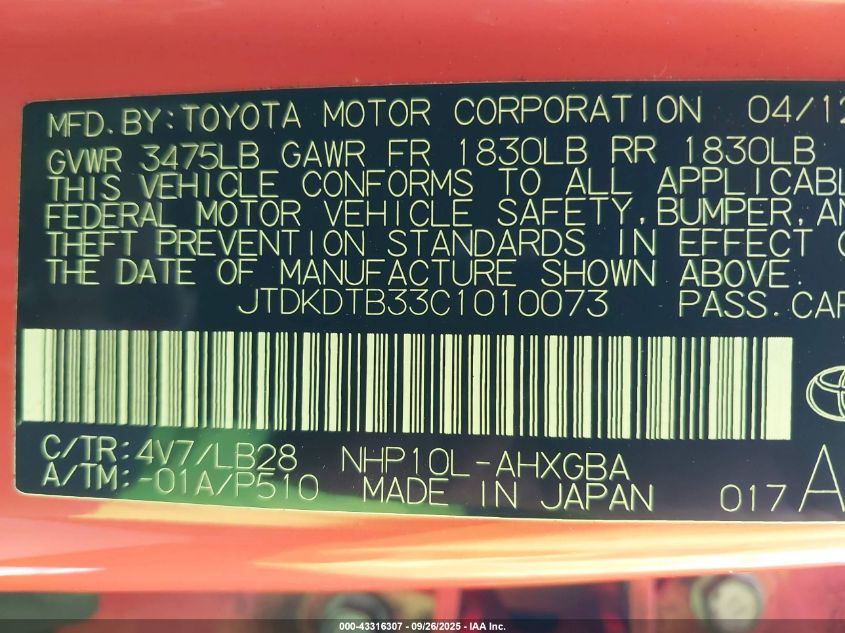 MFD. BY: TOYOTA MOTOR CORPORATION 04/12
GVWR 3475LB GAWR FR 1830LB RR 1830LB
THIS VEHICLE CONFORMS TO ALL APPLICABL
FEDERAL MOTOR VEHICLE SAFETY, BUMPER, AN
THEFT PREVENTION STANDARDS IN EFFECT O
THE DATE OF MANUFACTURE SHOWN ABOVE.
JTDKDTB33C1010073 PASS. CAR
C/TR: 4V7/LB28 NHP10L-AHXGBA
A/TM: -01A/P510 MADE IN JAPAN 017 A
000-43316307 - 09/26/2025 - IAA Inc.